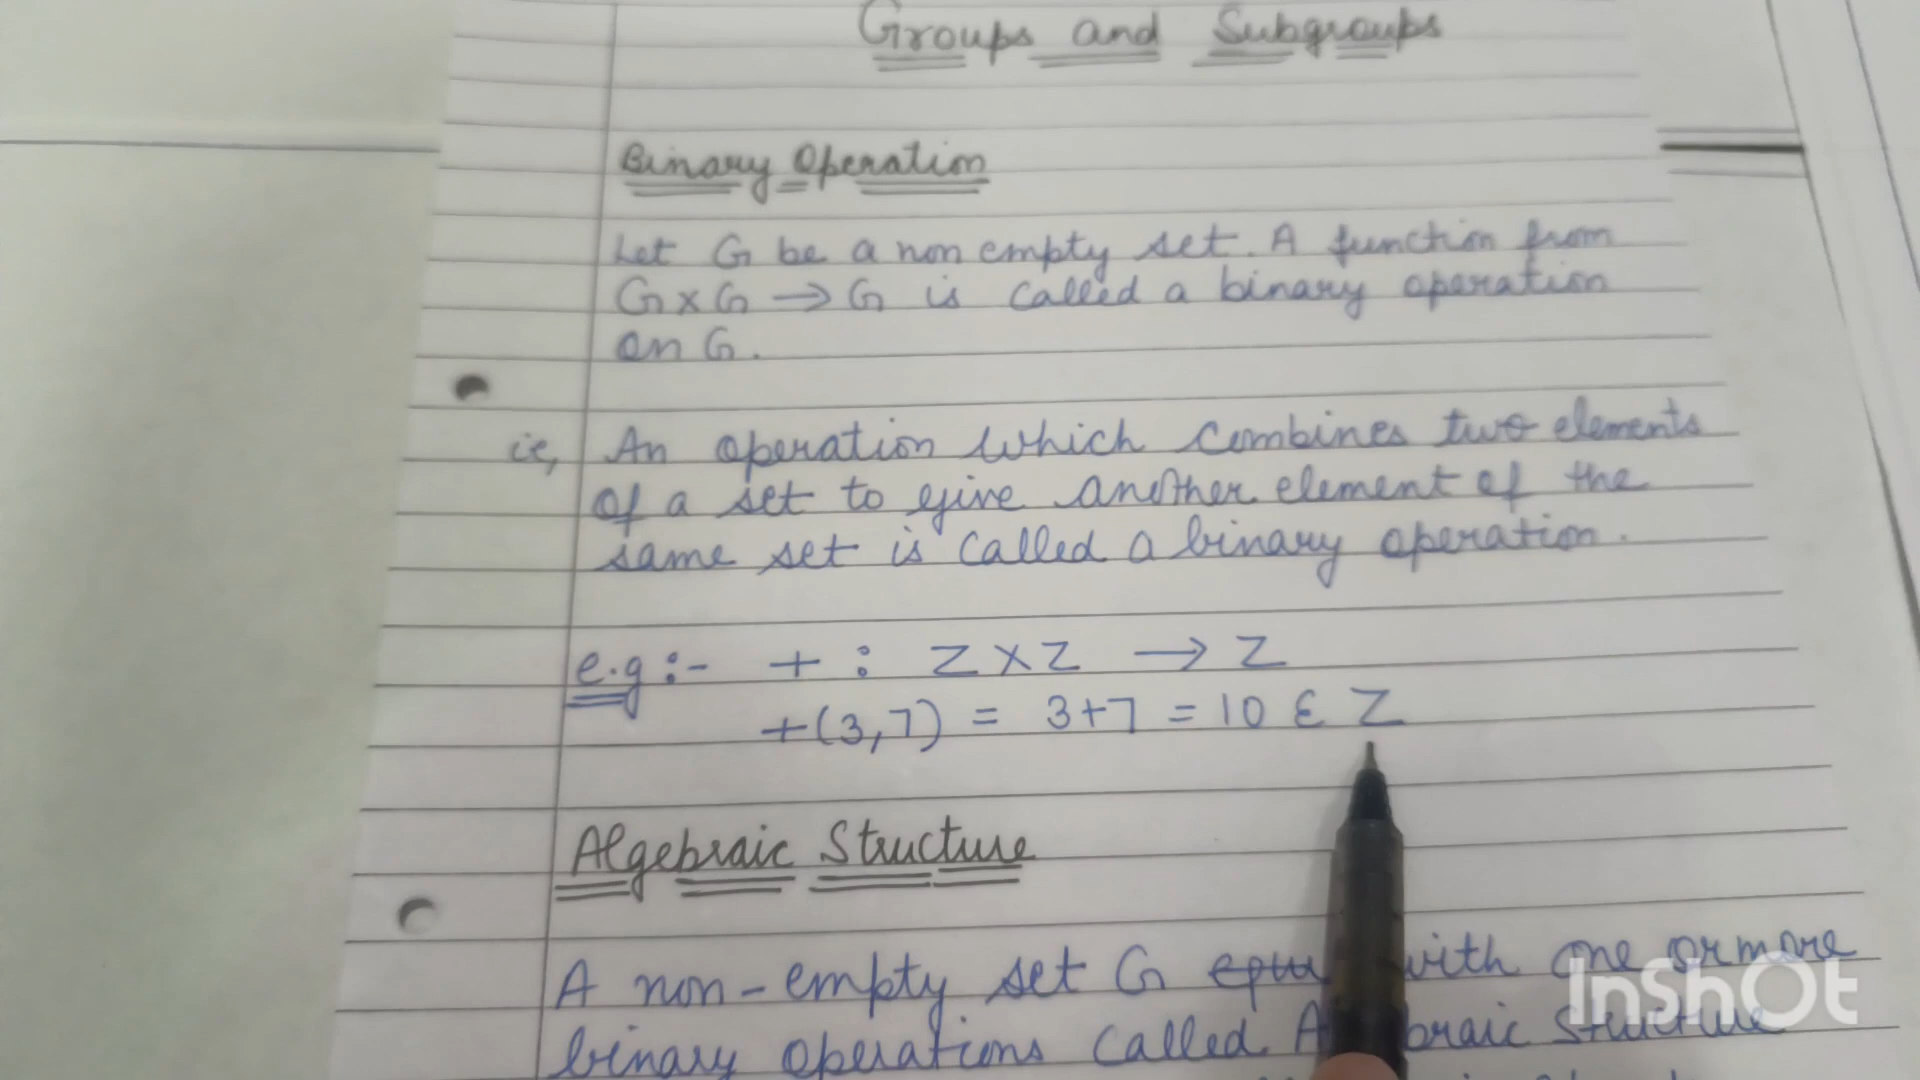 Groups and Subgroups
Binary Operation
Let G be a non empty set. A function from
G×G → G is called a binary operation
on G.
ie, An operation which combines two elements
of a set to give another element of the
same set is called a binary operation.
e.g:- + : Z×Z → Z
+(3,7) = 3+7 = 10 ∈ Z
Algebraic Structure
A non-empty set G with one or more
binary operations called Structure
InShOt